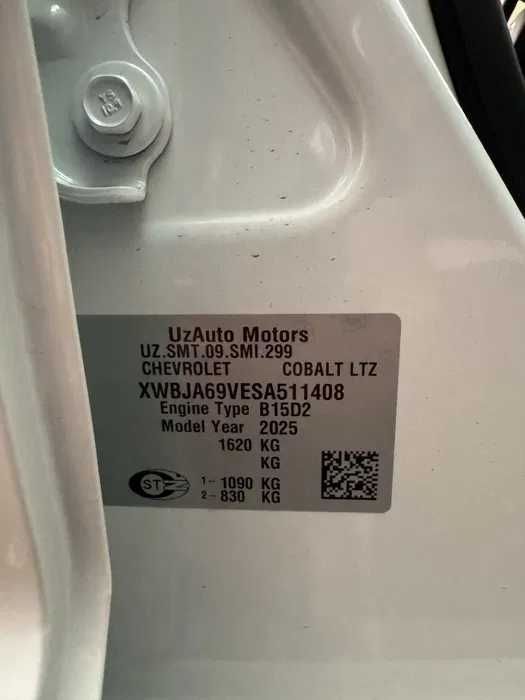 UzAuto Motors
UZ.SMT.09.SMI.299
CHEVROLET COBALT LTZ
XWBJA69VESA511408
Engine Type B15D2
Model Year 2025
1620 KG
KG
1- 1090 KG
2- 830 KG
ST